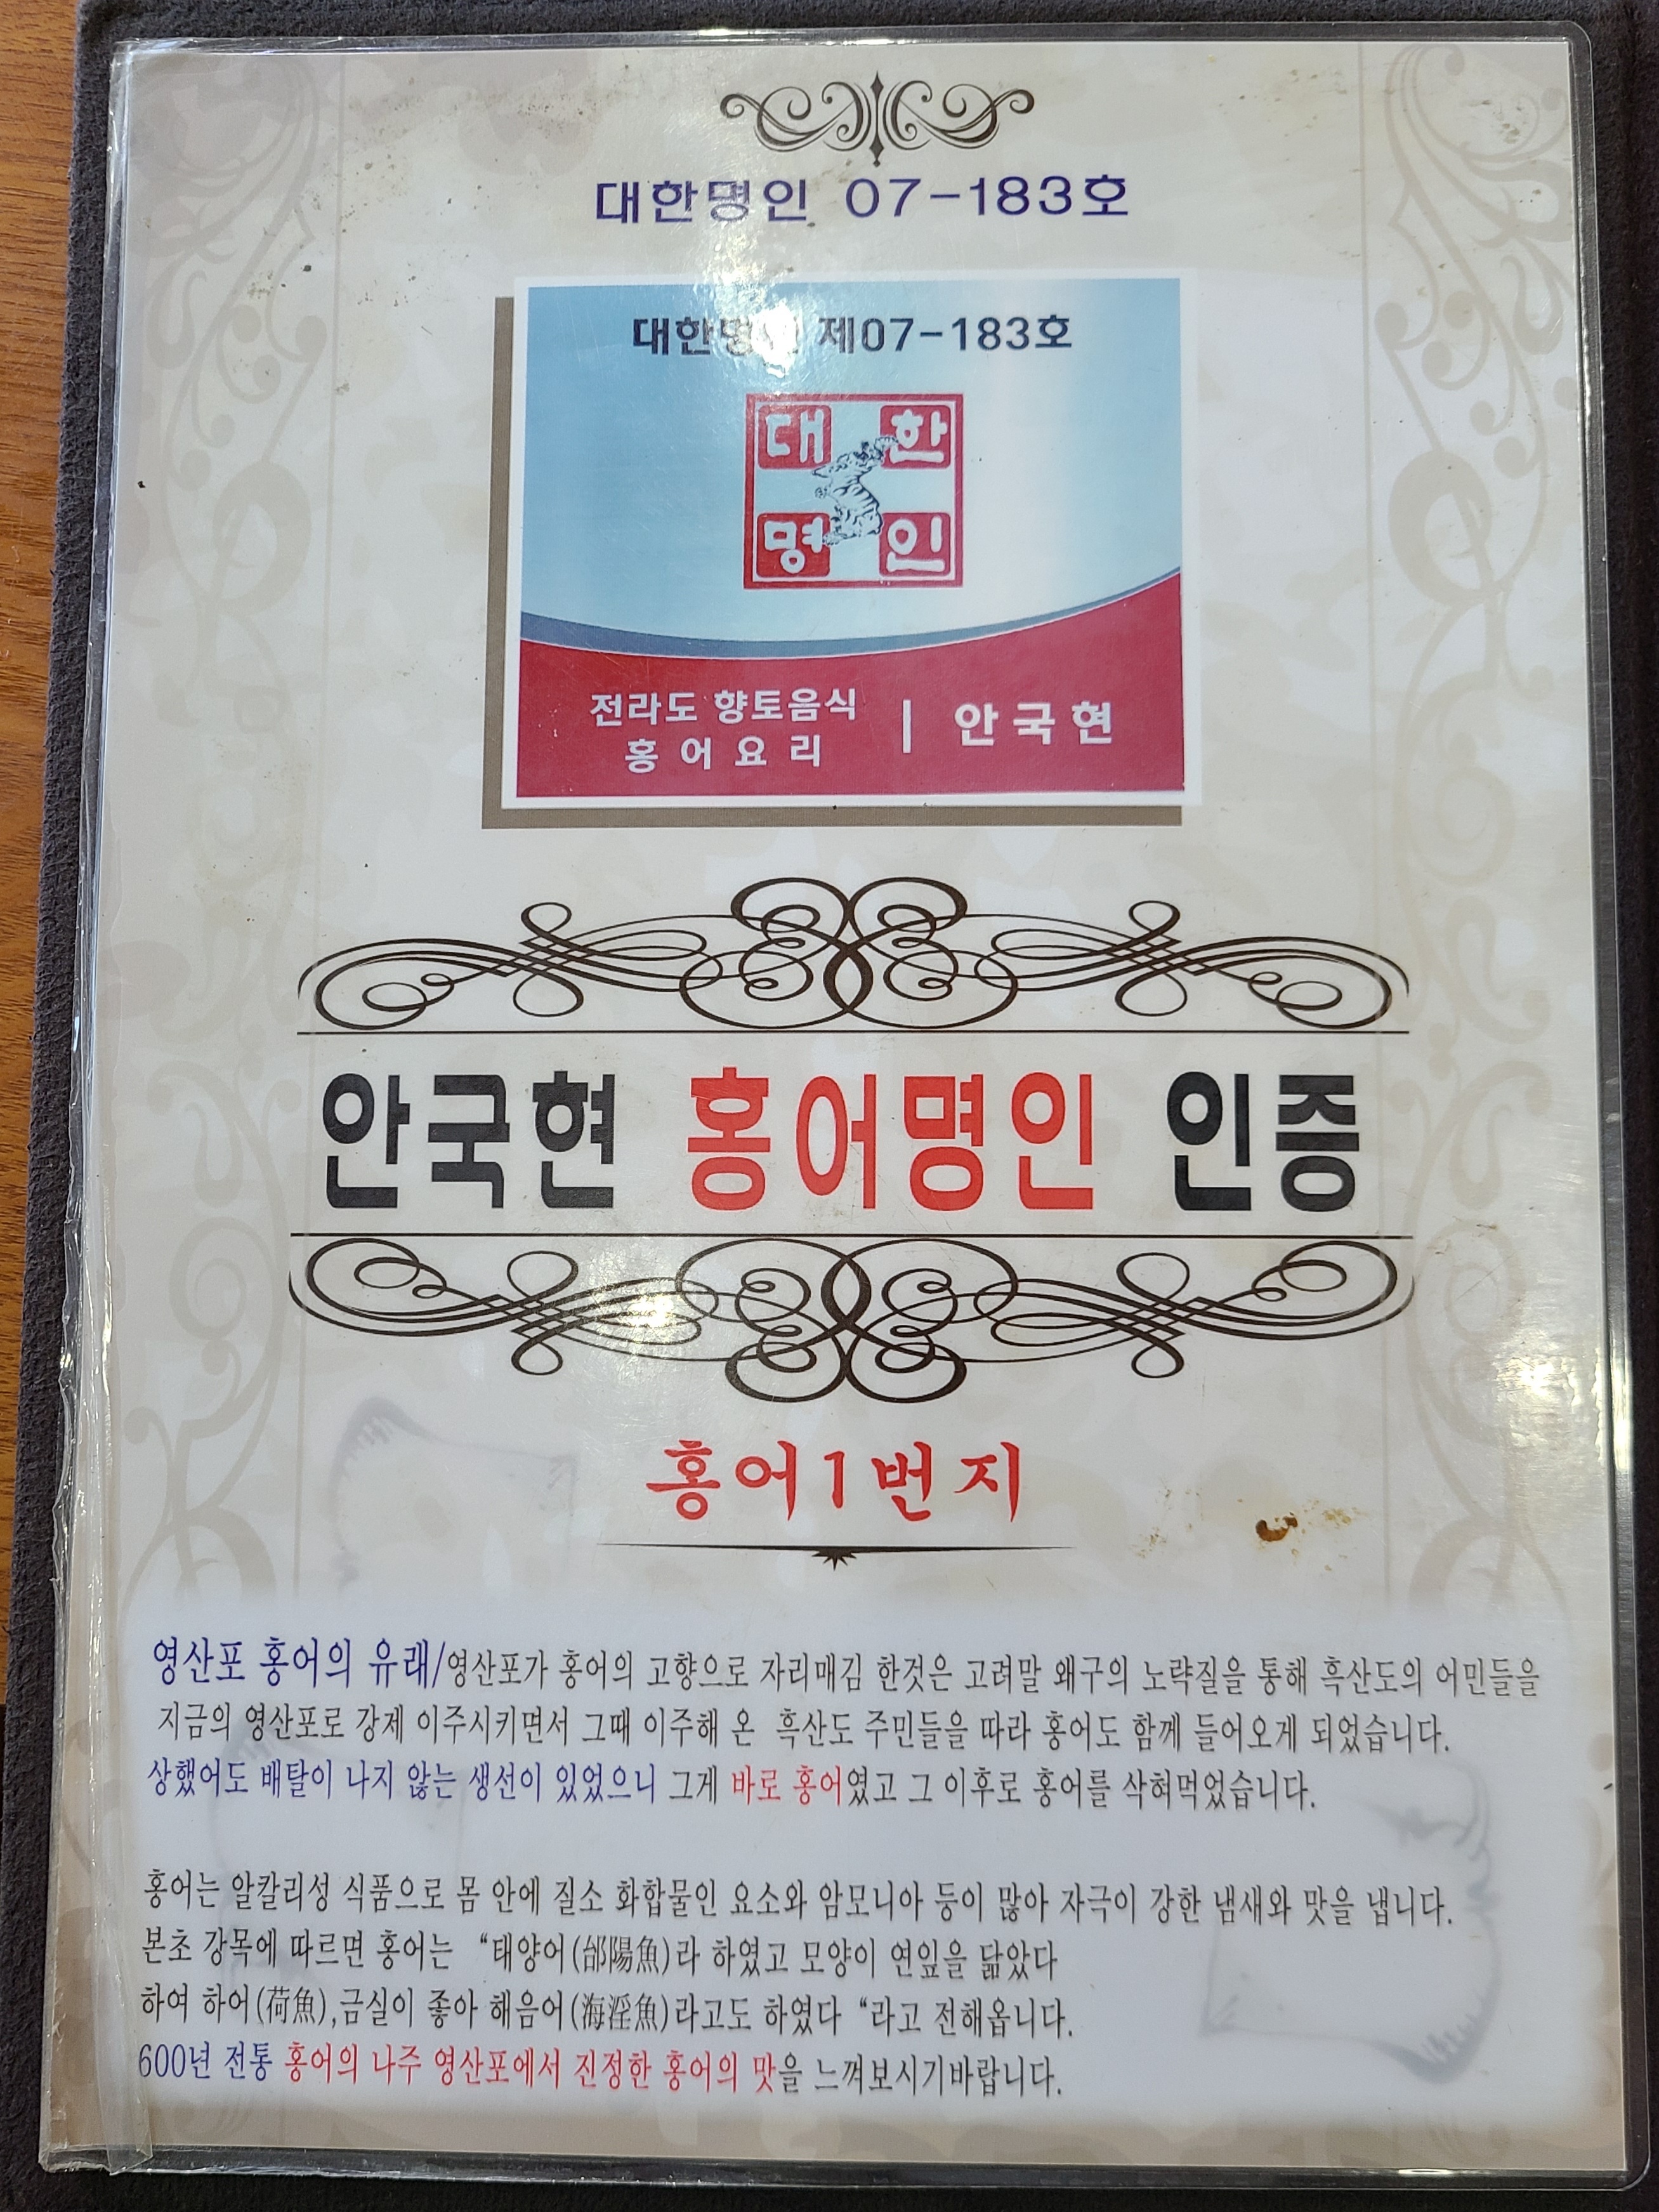 대한명인 07-183호
대한명인 제07-183호
대 한
명 인
전라도 향토음식
홍어요리 | 안국현
안국현 홍어명인 인증
홍어1번지
영산포 홍어의 유래/영산포가 홍어의 고향으로 자리매김 한것은 고려말 왜구의 노략질을 통해 흑산도의 어민들을
지금의 영산포로 강제 이주시키면서 그때 이주해 온 흑산도 주민들을 따라 홍어도 함께 들어오게 되었습니다.
상했어도 배탈이 나지 않는 생선이 있었으니 그게 바로 홍어였고 그 이후로 홍어를 삭혀먹었습니다.
홍어는 알칼리성 식품으로 몸 안에 질소 화합물인 요소와 암모니아 등이 많아 자극이 강한 냄새와 맛을 냅니다.
본초 강목에 따르면 홍어는 “태양어(邰陽魚)라 하였고 모양이 연잎을 닮았다
하여 하어(荷魚),금실이 좋아 해음어(海淫魚)라고도 하였다 “라고 전해옵니다.
600년 전통 홍어의 나주 영산포에서 진정한 홍어의 맛을 느껴보시기바랍니다.